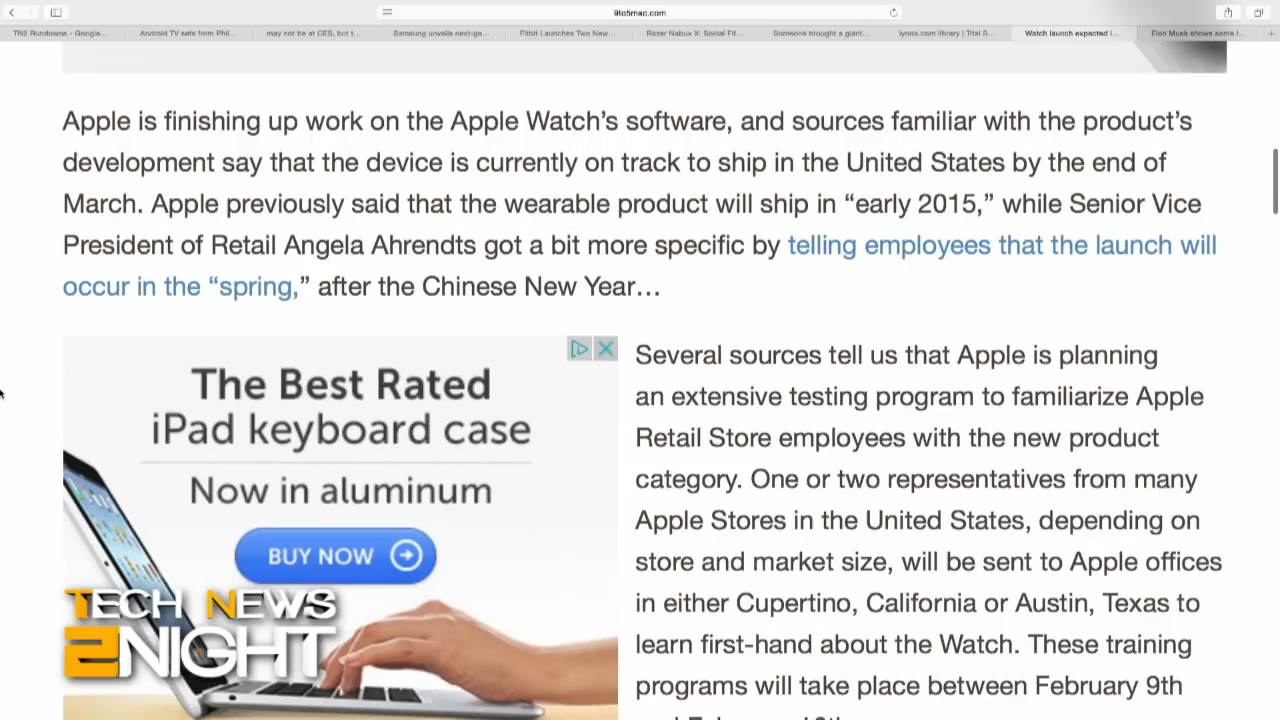 9to5mac.com
TN2 Rundowns - Google...
Android TV sets from Phil...
may not be at CES, but t...
Samsung unveils next-ga...
Fitbit Launches Two New...
Razer Nabus X: Social Fit...
Someone brought a giant...
lynda.com library | Trial S...
Watch launch expected i...
Elon Musk shows some l...
Apple is finishing up work on the Apple Watch’s software, and sources familiar with the product’s
development say that the device is currently on track to ship in the United States by the end of
March. Apple previously said that the wearable product will ship in “early 2015,” while Senior Vice
President of Retail Angela Ahrendts got a bit more specific by telling employees that the launch will
occur in the “spring,” after the Chinese New Year…
The Best Rated
iPad keyboard case
Now in aluminum
BUY NOW
TECH NEWS
2NIGHT
Several sources tell us that Apple is planning
an extensive testing program to familiarize Apple
Retail Store employees with the new product
category. One or two representatives from many
Apple Stores in the United States, depending on
store and market size, will be sent to Apple offices
in either Cupertino, California or Austin, Texas to
learn first-hand about the Watch. These training
programs will take place between February 9th